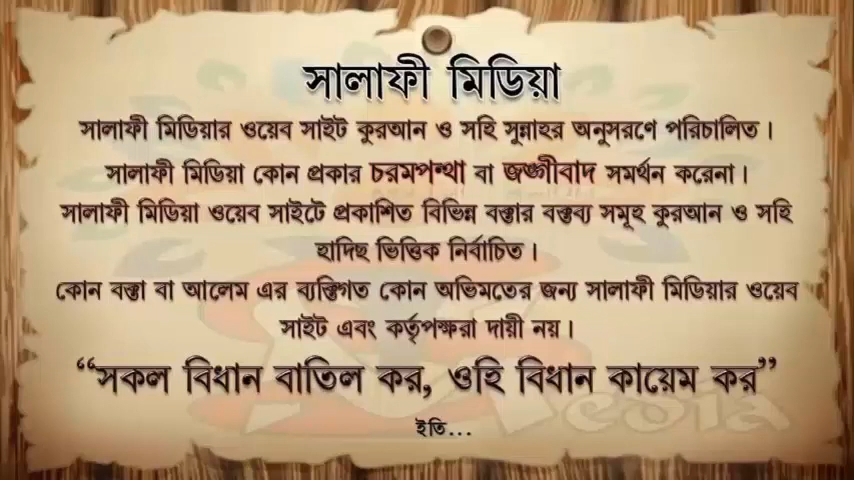 সালাফী মিডিয়া
সালাফী মিডিয়ার ওয়েব সাইট কুরআন ও সহি সুন্নাহর অনুসরণে পরিচালিত।
সালাফী মিডিয়া কোন প্রকার চরমপন্থা বা জঙ্গীবাদ সমর্থন করেনা।
সালাফী মিডিয়া ওয়েব সাইটে প্রকাশিত বিভিন্ন বক্তার বক্তব্য সমূহ কুরআন ও সহি
হাদিছ ভিত্তিক নির্বাচিত।
কোন বক্তা বা আলেম এর ব্যক্তিগত কোন অভিমতের জন্য সালাফী মিডিয়ার ওয়েব
সাইট এবং কর্তৃপক্ষরা দায়ী নয়।
“সকল বিধান বাতিল কর, ওহি বিধান কায়েম কর”
ইতি...